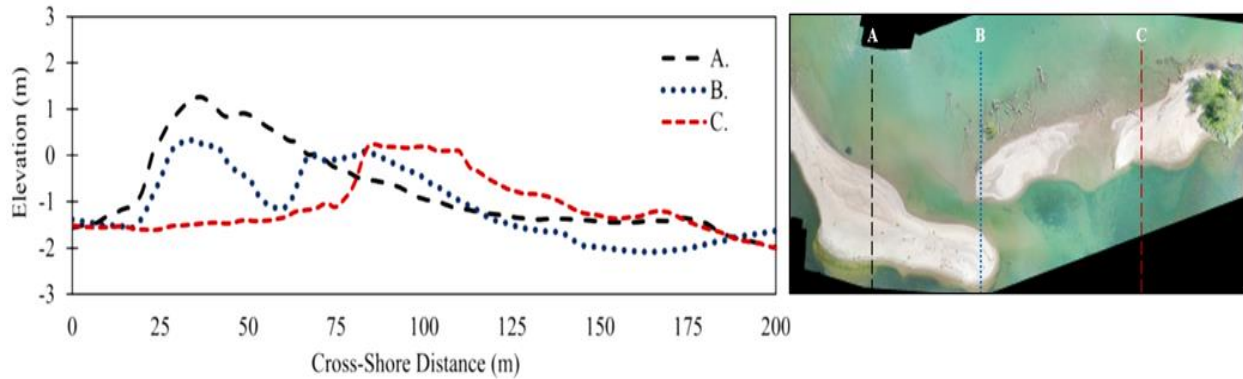 3
2
1
0
-1
-2
-3
Elevation (m)
A.
B.
C.
0 25 50 75 100 125 150 175 200
Cross-Shore Distance (m)
A B C